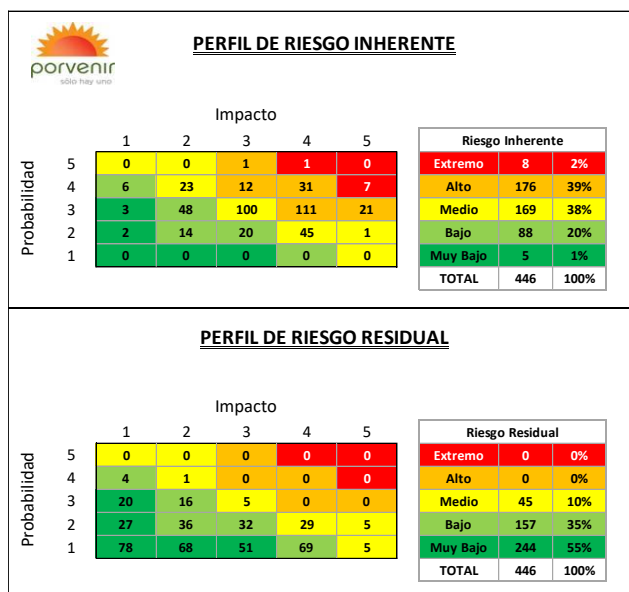 PERFIL DE RIESGO INHERENTE
porvenir
sólo hay uno
Impacto
1 2 3 4 5
Probabilidad
5 0 0 1 1 0
4 6 23 12 31 7
3 3 48 100 111 21
2 2 14 20 45 1
1 0 0 0 0 0
Riesgo Inherente
Extremo 8 2%
Alto 176 39%
Medio 169 38%
Bajo 88 20%
Muy Bajo 5 1%
TOTAL 446 100%
PERFIL DE RIESGO RESIDUAL
Impacto
1 2 3 4 5
Probabilidad
5 0 0 0 0 0
4 4 1 0 0 0
3 20 16 5 0 0
2 27 36 32 29 5
1 78 68 51 69 5
Riesgo Residual
Extremo 0 0%
Alto 0 0%
Medio 45 10%
Bajo 157 35%
Muy Bajo 244 55%
TOTAL 446 100%